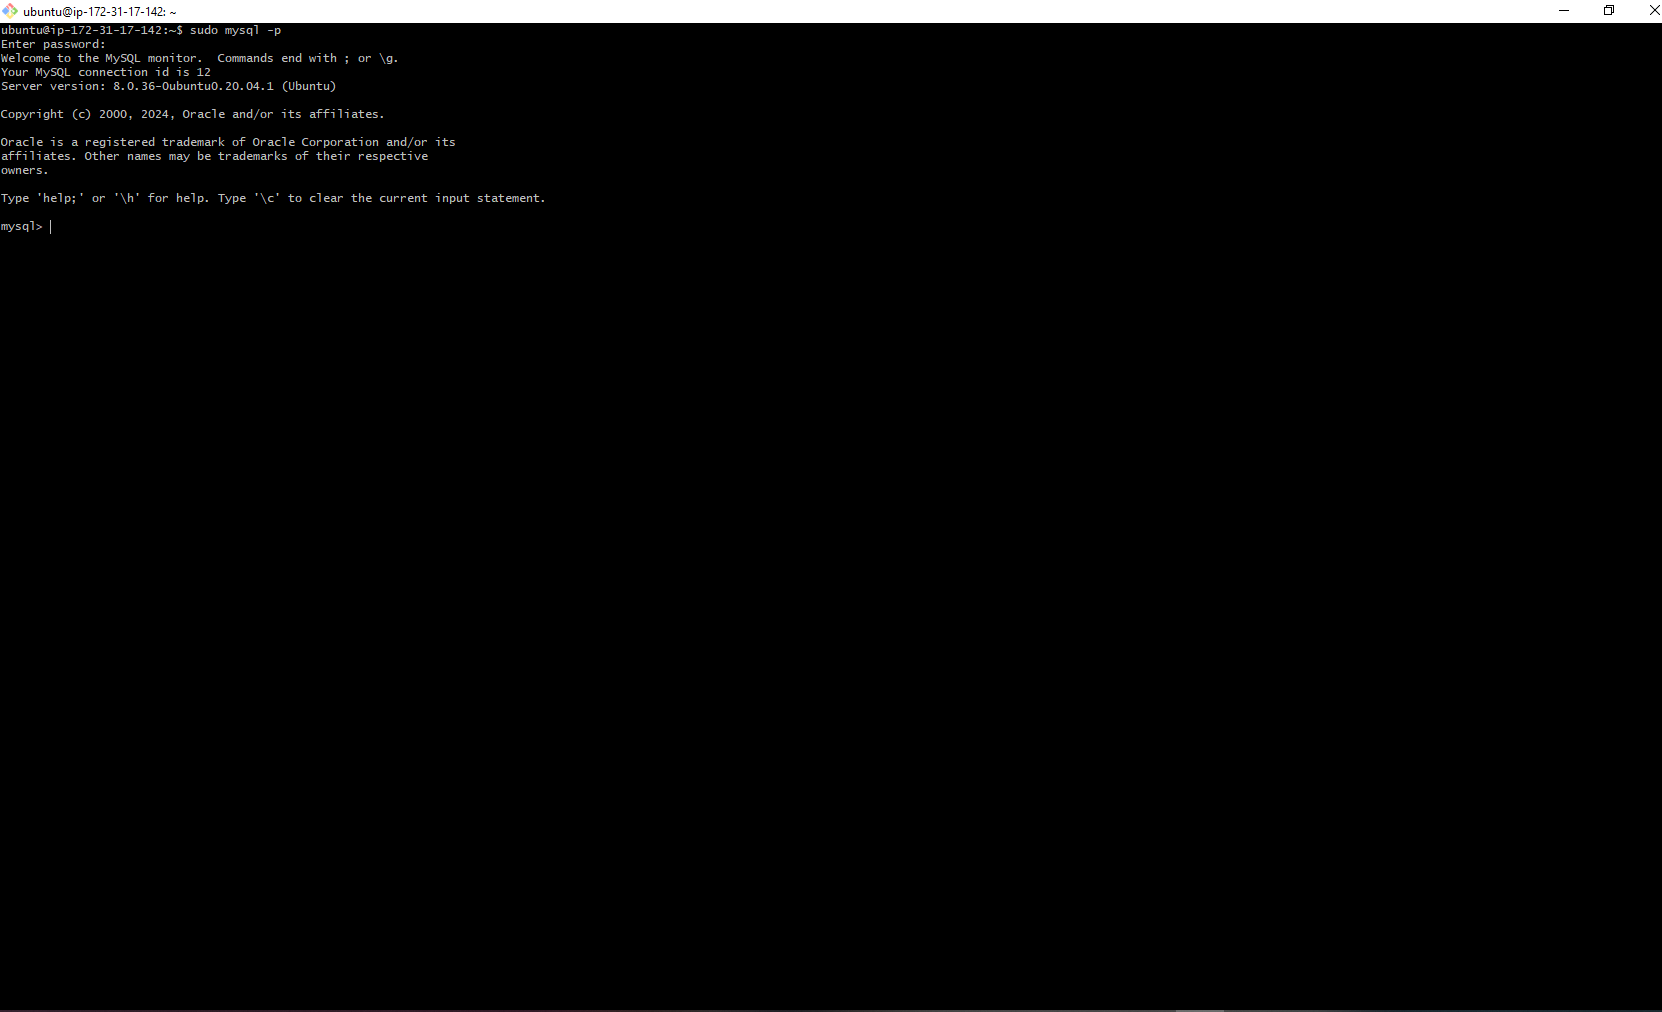 ubuntu@ip-172-31-17-142: ~
ubuntu@ip-172-31-17-142:~$ sudo mysql -p
Enter password:
Welcome to the MySQL monitor.  Commands end with ; or \g.
Your MySQL connection id is 12
Server version: 8.0.36-0ubuntu0.20.04.1 (Ubuntu)
Copyright (c) 2000, 2024, Oracle and/or its affiliates.
Oracle is a registered trademark of Oracle Corporation and/or its
affiliates. Other names may be trademarks of their respective
owners.
Type 'help;' or '\h' for help. Type '\c' to clear the current input statement.
mysql>